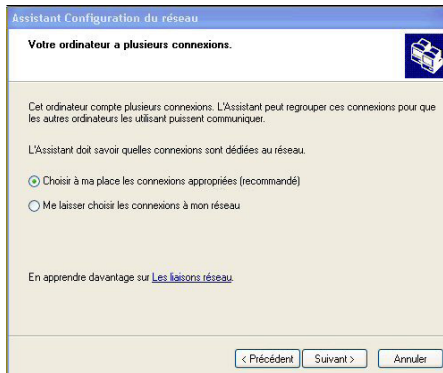 Assistant Configuration du réseau
Votre ordinateur a plusieurs connexions.
Cet ordinateur compte plusieurs connexions. L'Assistant peut regrouper ces connexions pour que
les autres ordinateurs les utilisant puissent communiquer.
L'Assistant doit savoir quelles connexions sont dédiées au réseau.
Choisir à ma place les connexions appropriées (recommandé)
Me laisser choisir les connexions à mon réseau
En apprendre davantage sur Les liaisons réseau.
< Précédent Suivant > Annuler